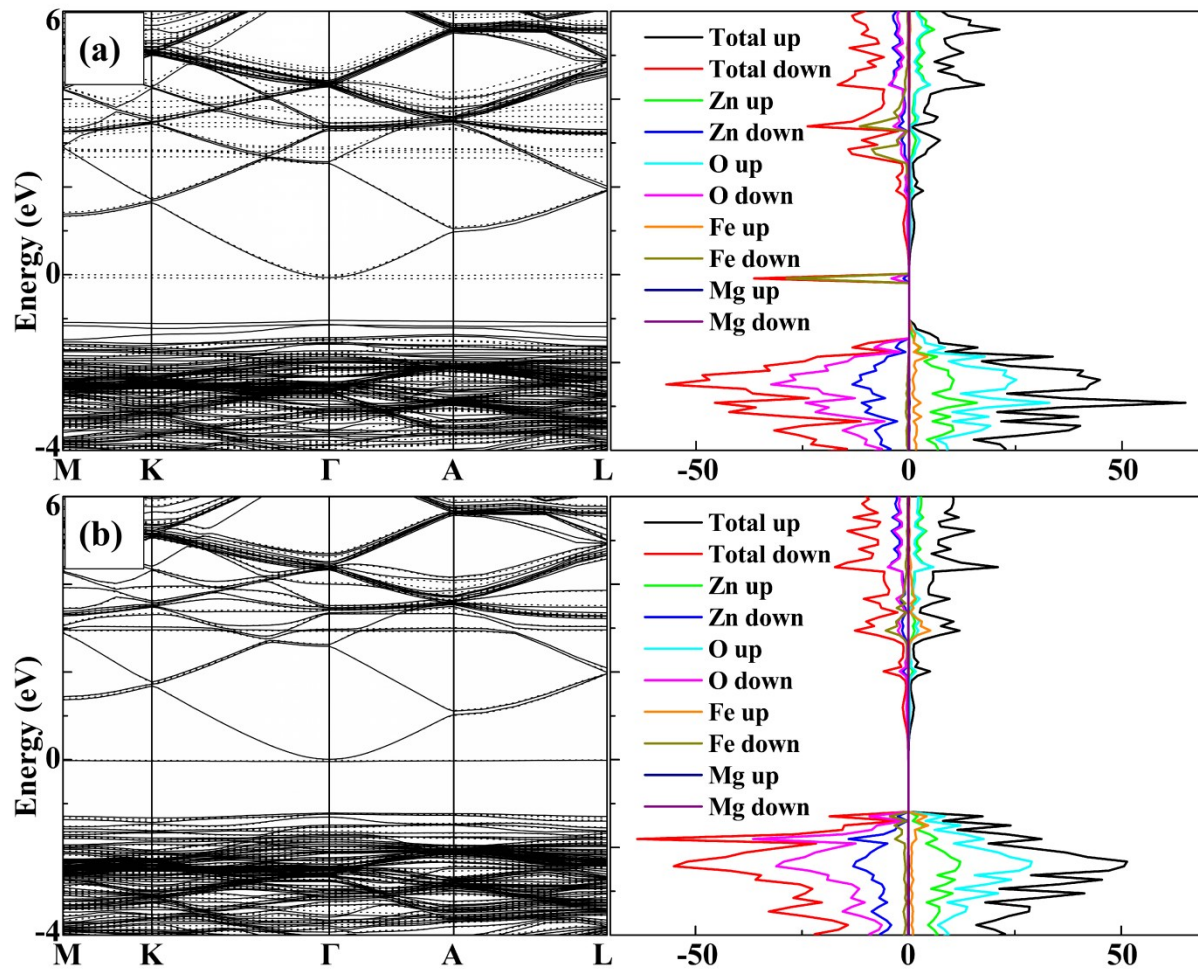 6
(a)
Energy (eV)
0
-4
M K Γ A L
Total up
Total down
Zn up
Zn down
O up
O down
Fe up
Fe down
Mg up
Mg down
-50 0 50
6
(b)
Energy (eV)
0
-4
M K Γ A L
Total up
Total down
Zn up
Zn down
O up
O down
Fe up
Fe down
Mg up
Mg down
-50 0 50